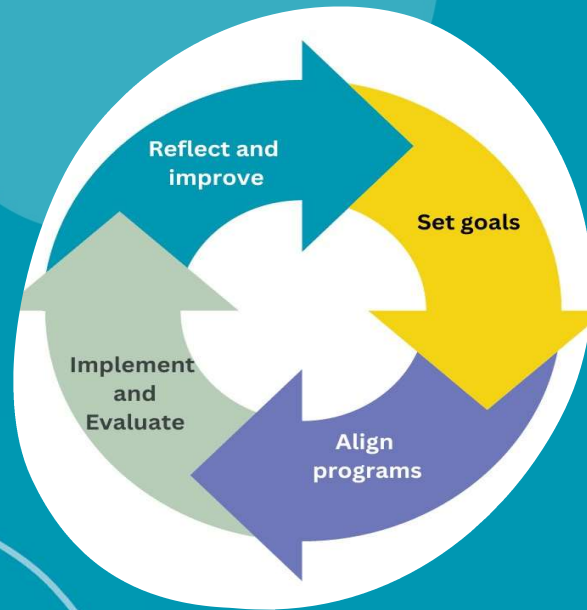 Reflect and
improve
Set goals
Align
programs
Implement
and
Evaluate